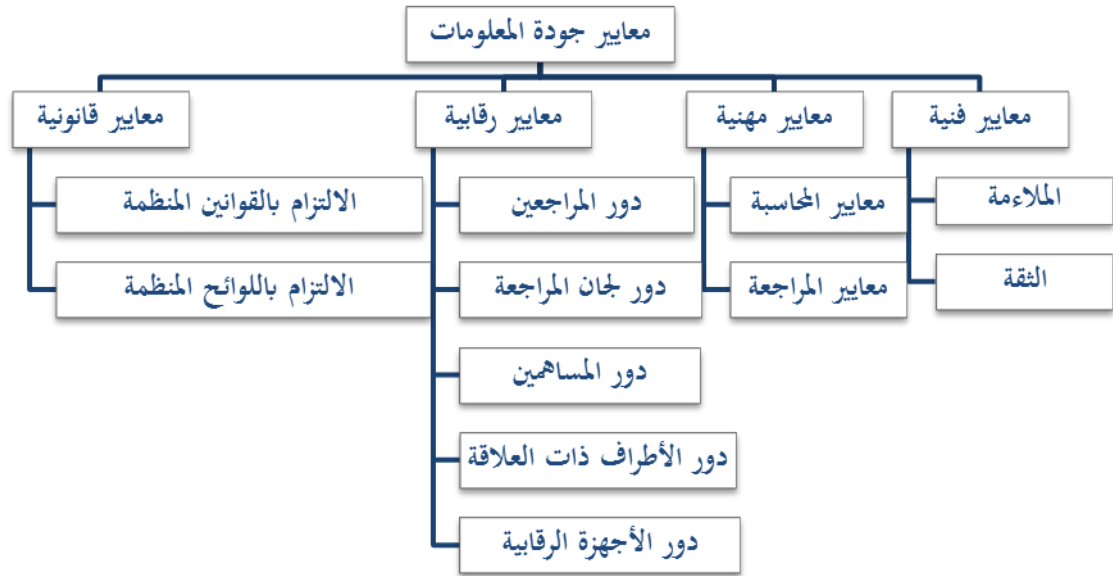 معايير جودة المعلومات
معايير فنية
الملاءمة
الثقة
معايير مهنية
معايير المحاسبة
معايير المراجعة
معايير رقابية
دور المراجعين
دور لجان المراجعة
دور المساهمين
دور الأطراف ذات العلاقة
دور الأجهزة الرقابية
معايير قانونية
الالتزام بالقوانين المنظمة
الالتزام باللوائح المنظمة